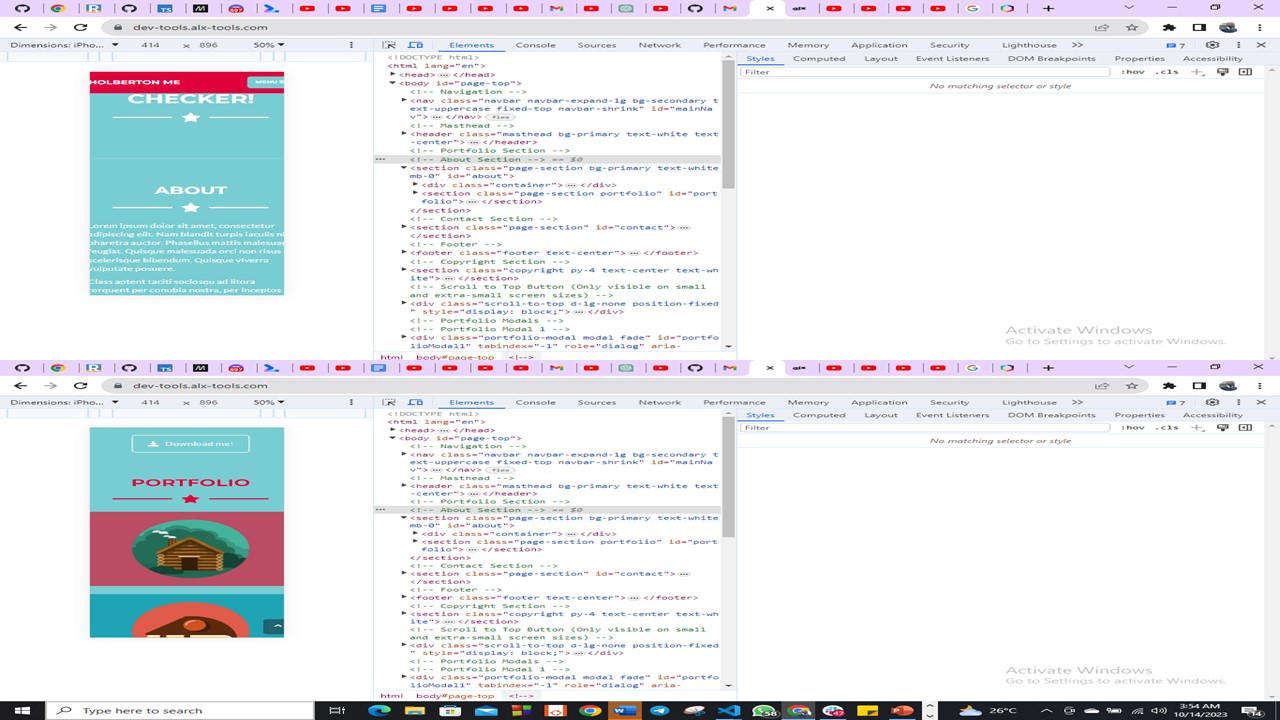 dev-tools.alx-tools.com
Dimensions: iPho... 414 x 896 50%
Elements Console Sources Network Performance Memory Application Security Lighthouse >> 7
Styles Computed Layout Event Listeners DOM Breakpoints Properties Accessibility
Filter :hov .cls
No matching selector or style
HOLBERTON ME MENU
CHECKER!
ABOUT
Lorem ipsum dolor sit amet, consectetur
adipiscing elit. Nam blandit turpis iaculis
pharetra auctor. Phasellus mattis
feugiat. Quisque malesuada orci non risus
scelerisque bibendum. Quisque viverra
vulputate posuere.
Class aptent taciti sociosqu ad litora
torquent per conubia nostra, per inceptos
<!DOCTYPE html>
<html lang="en">
<head>…</head>
<body id="page-top">
<!-- Navigation -->
<nav class="navbar navbar-expand-lg bg-secondary t
ext-uppercase fixed-top navbar-shrink" id="mainNa
v">…</nav> flex
<!-- Masthead -->
<header class="masthead bg-primary text-white text
-center">…</header>
<!-- Portfolio Section -->
<!-- About Section --> == $0
<section class="page-section bg-primary text-white
mb-0" id="about">
<div class="container">…</div>
<section class="page-section portfolio" id="port
folio">…</section>
</section>
<!-- Contact Section -->
<section class="page-section" id="contact">…
</section>
<!-- Footer -->
<footer class="footer text-center">…</footer>
<!-- Copyright Section -->
<section class="copyright py-4 text-center text-wh
ite">…</section>
<!-- Scroll to Top Button (Only visible on small
and extra-small screen sizes) -->
<div class="scroll-to-top d-lg-none position-fixed
" style="display: block;">…</div>
<!-- Portfolio Modals -->
<!-- Portfolio Modal 1 -->
<div class="portfolio-modal modal fade" id="portfo
lioModal1" tabindex="-1" role="dialog" aria-
html body#page-top <!-->
Activate Windows
Go to Settings to activate Windows.
dev-tools.alx-tools.com
Dimensions: iPho... 414 x 896 50%
Elements Console Sources Network Performance Memory Application Security Lighthouse >> 7
Styles Computed Layout Event Listeners DOM Breakpoints Properties Accessibility
Filter :hov .cls
No matching selector or style
Download me!
PORTFOLIO
<!DOCTYPE html>
<html lang="en">
<head>…</head>
<body id="page-top">
<!-- Navigation -->
<nav class="navbar navbar-expand-lg bg-secondary t
ext-uppercase fixed-top navbar-shrink" id="mainNa
v">…</nav> flex
<!-- Masthead -->
<header class="masthead bg-primary text-white text
-center">…</header>
<!-- Portfolio Section -->
<!-- About Section --> == $0
<section class="page-section bg-primary text-white
mb-0" id="about">
<div class="container">…</div>
<section class="page-section portfolio" id="port
folio">…</section>
</section>
<!-- Contact Section -->
<section class="page-section" id="contact">…
</section>
<!-- Footer -->
<footer class="footer text-center">…</footer>
<!-- Copyright Section -->
<section class="copyright py-4 text-center text-wh
ite">…</section>
<!-- Scroll to Top Button (Only visible on small
and extra-small screen sizes) -->
<div class="scroll-to-top d-lg-none position-fixed
" style="display: block;">…</div>
<!-- Portfolio Modals -->
<!-- Portfolio Modal 1 -->
<div class="portfolio-modal modal fade" id="portfo
lioModal1" tabindex="-1" role="dialog" aria-
html body#page-top <!-->
Activate Windows
Go to Settings to activate Windows.
Type here to search
26°C
3:54 AM
10/14/2023